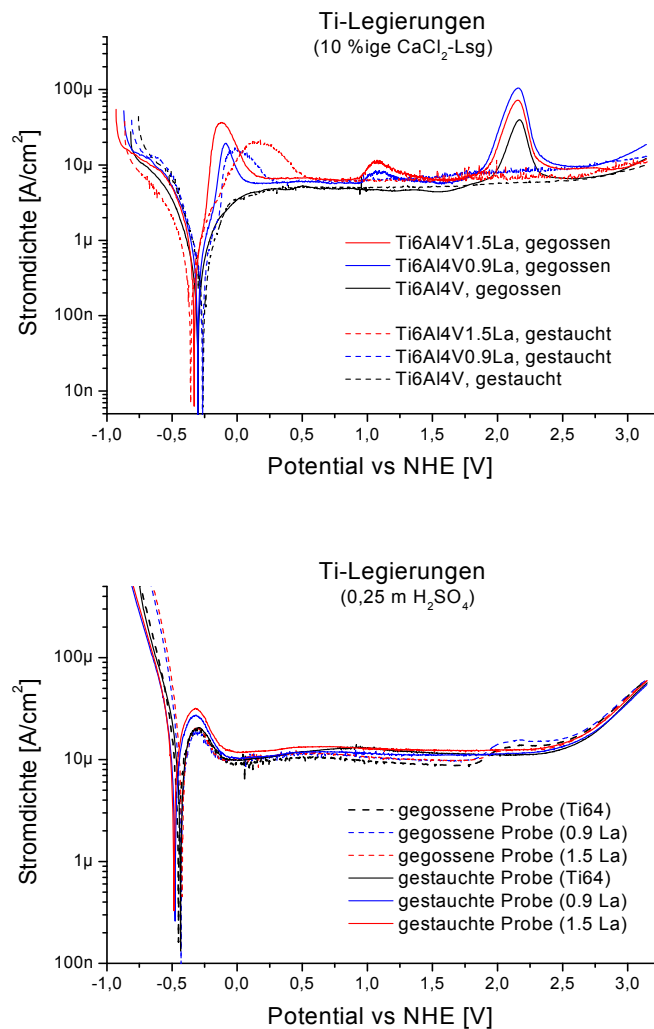 Ti-Legierungen
(10 %ige CaCl₂-Lsg)
Stromdichte [A/cm²]
100µ
10µ
1µ
100n
10n
Ti6Al4V1.5La, gegossen
Ti6Al4V0.9La, gegossen
Ti6Al4V, gegossen
Ti6Al4V1.5La, gestaucht
Ti6Al4V0.9La, gestaucht
Ti6Al4V, gestaucht
-1,0 -0,5 0,0 0,5 1,0 1,5 2,0 2,5 3,0
Potential vs NHE [V]
Ti-Legierungen
(0,25 m H₂SO₄)
Stromdichte [A/cm²]
100µ
10µ
1µ
100n
gegossene Probe (Ti64)
gegossene Probe (0.9 La)
gegossene Probe (1.5 La)
gestauchte Probe (Ti64)
gestauchte Probe (0.9 La)
gestauchte Probe (1.5 La)
-1,0 -0,5 0,0 0,5 1,0 1,5 2,0 2,5 3,0
Potential vs NHE [V]